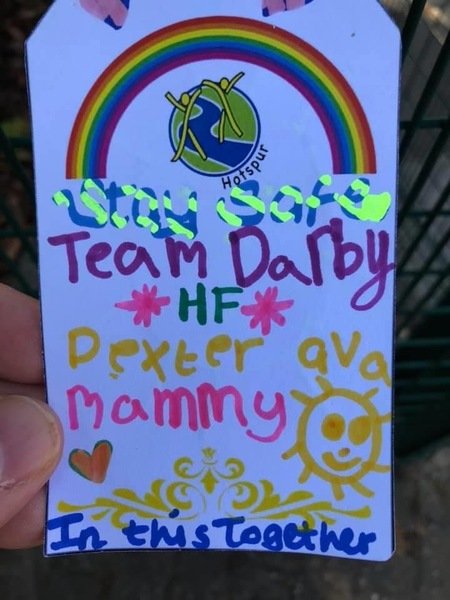 Hotspur
Stay Safe
Team Darby
HF
Dexter ava
Mammy
In this Together